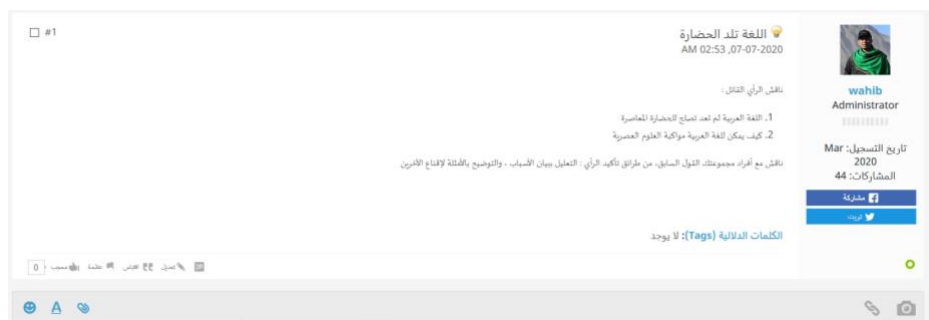 #1
اللغة تلد الحضارة
07-07-2020, 02:53 AM
ناقش الرأي القائل :
1. اللغة العربية لم تعد تصلح للحضارة المعاصرة
2. كيف يمكن للغة العربية مواكبة العلوم العصرية
ناقش مع أفراد مجموعتك القول السابق، من طرائق تأكيد الرأي : التعليل ببيان الأسباب ، والتوضيح بالأمثلة لإقناع الآخرين
الكلمات الدلالية (Tags): لا يوجد
تعديل اقتباس
0
wahib
Administrator
تاريخ التسجيل: Mar
2020
المشاركات: 44
مشاركة
تويت